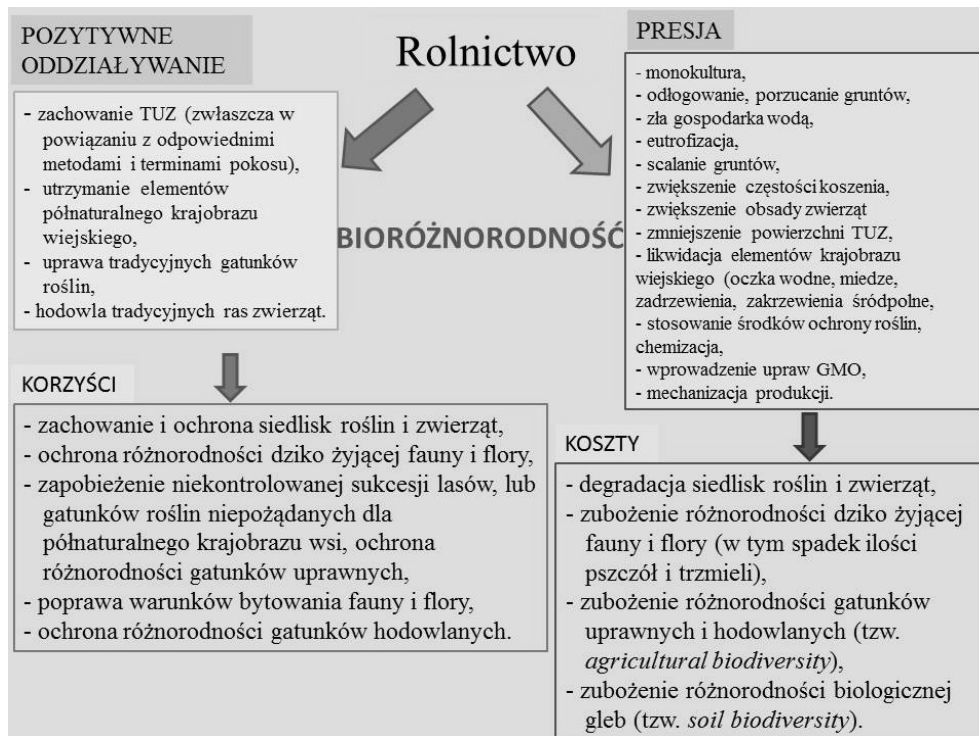 Rolnictwo
POZYTYWNE
ODDZIAŁYWANIE
- zachowanie TUZ (zwłaszcza w
powiązaniu z odpowiednimi
metodami i terminami pokosu),
- utrzymanie elementów
półnaturalnego krajobrazu
wiejskiego,
- uprawa tradycyjnych gatunków
roślin,
- hodowla tradycyjnych ras zwierząt.
PRESJA
- monokultura,
- odłogowanie, porzucanie gruntów,
- zła gospodarka wodą,
- eutrofizacja,
- scalanie gruntów,
- zwiększenie częstości koszenia,
- zwiększenie obsady zwierząt
- zmniejszenie powierzchni TUZ,
- likwidacja elementów krajobrazu
wiejskiego (oczka wodne, miedze,
zadrzewienia, zakrzewienia śródpolne,
- stosowanie środków ochrony roślin,
chemizacja,
- wprowadzenie upraw GMO,
- mechanizacja produkcji.
BIORÓŻNORODNOŚĆ
KORZYŚCI
- zachowanie i ochrona siedlisk roślin i zwierząt,
- ochrona różnorodności dziko żyjącej fauny i flory,
- zapobieżenie niekontrolowanej sukcesji lasów, lub
gatunków roślin niepożądanych dla
półnaturalnego krajobrazu wsi, ochrona
różnorodności gatunków uprawnych,
- poprawa warunków bytowania fauny i flory,
- ochrona różnorodności gatunków hodowlanych.
KOSZTY
- degradacja siedlisk roślin i zwierząt,
- zubożenie różnorodności dziko żyjącej
fauny i flory (w tym spadek ilości
pszczół i trzmieli),
- zubożenie różnorodności gatunków
uprawnych i hodowlanych (tzw.
agricultural biodiversity),
- zubożenie różnorodności biologicznej
gleb (tzw. soil biodiversity).